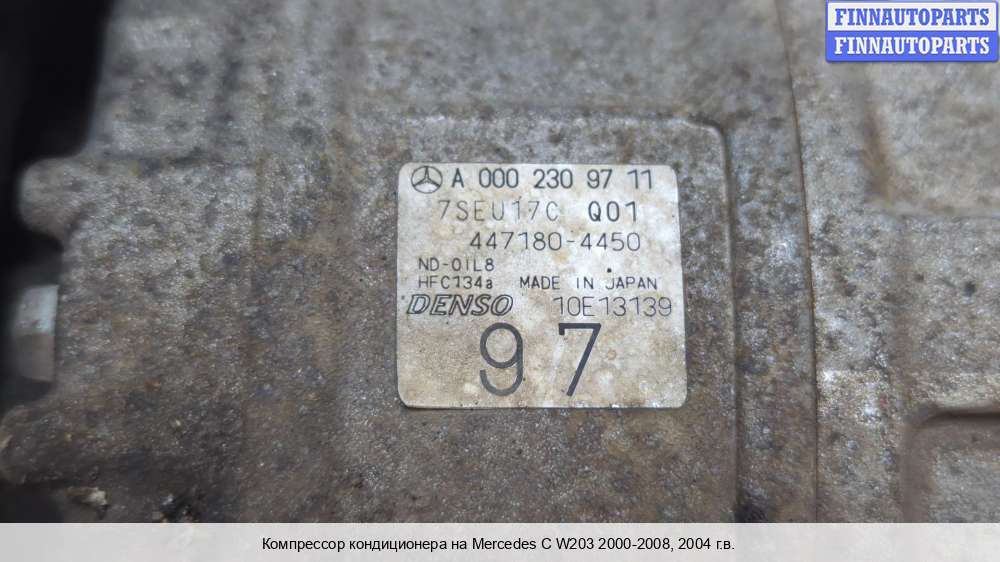 FINNAUTOPARTS
FINNAUTOPARTS
A 000 230 97 11
7SEU17C Q01
447180-4450
ND-OIL8
HFC134a MADE IN JAPAN
DENSO 10E13139
97
Компрессор кондиционера на Mercedes C W203 2000-2008, 2004 г.в.